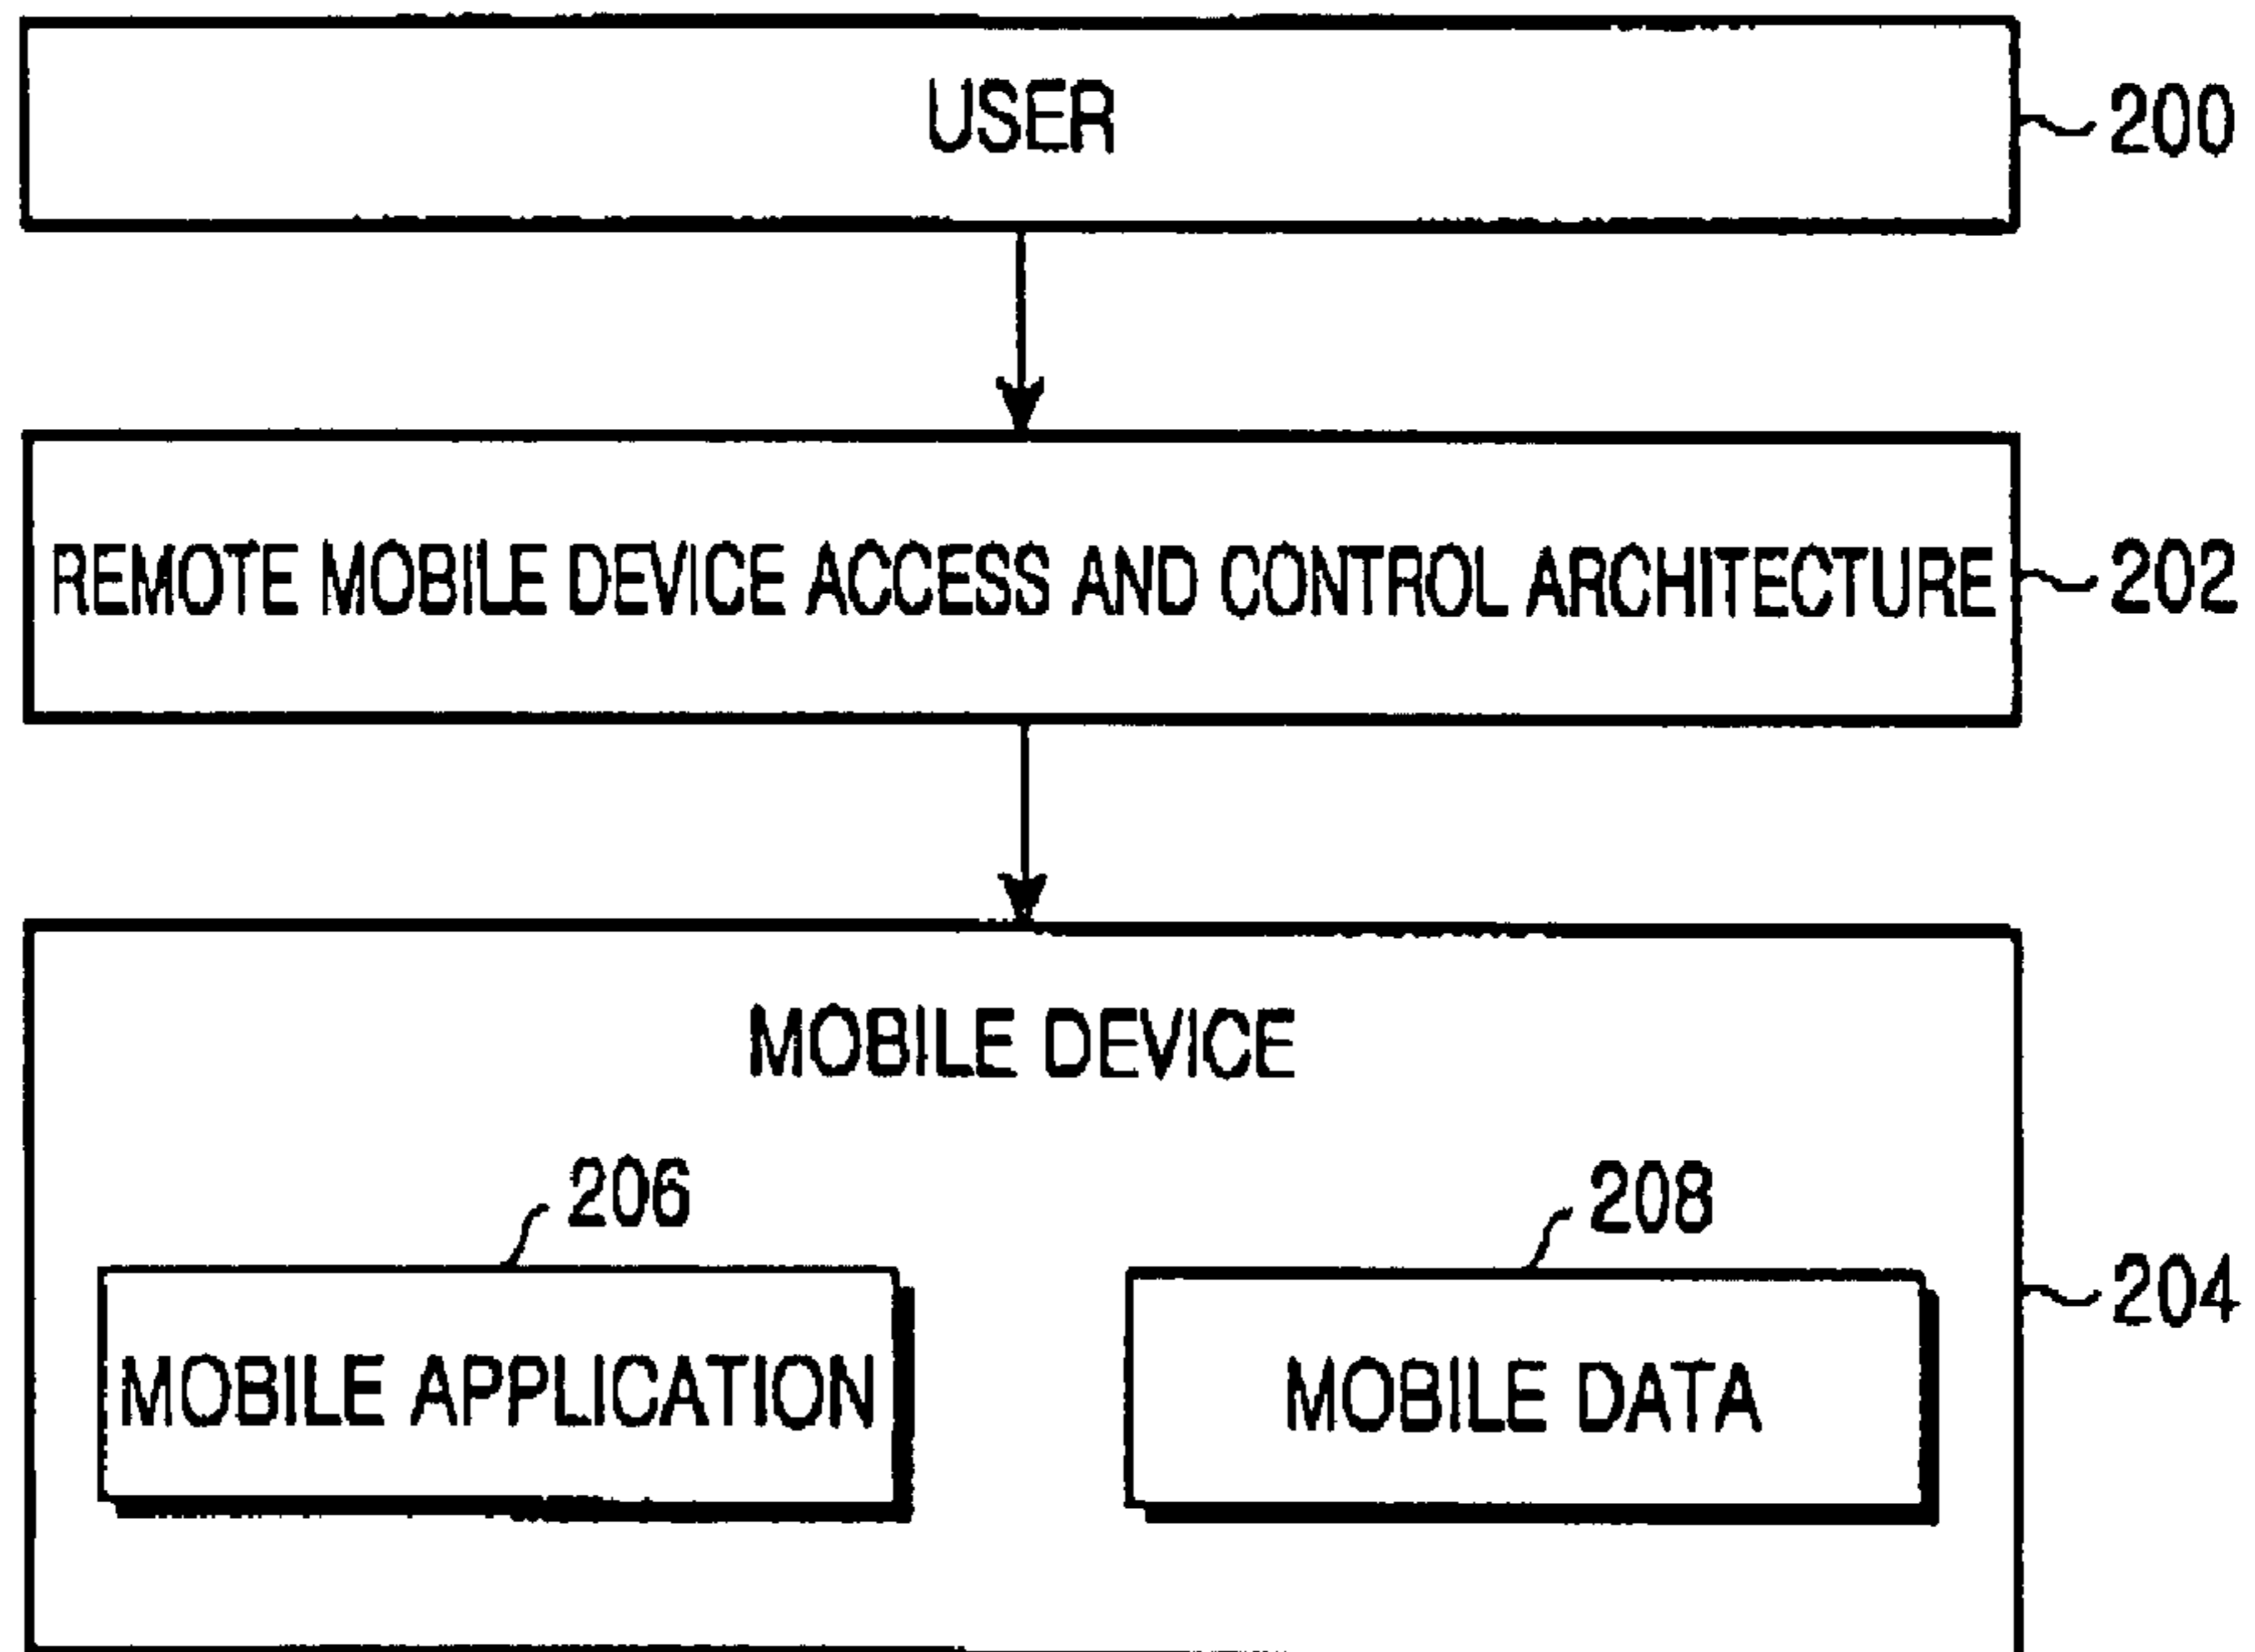 USER
200
REMOTE MOBILE DEVICE ACCESS AND CONTROL ARCHITECTURE
202
MOBILE DEVICE
206
208
MOBILE APPLICATION
MOBILE DATA
204